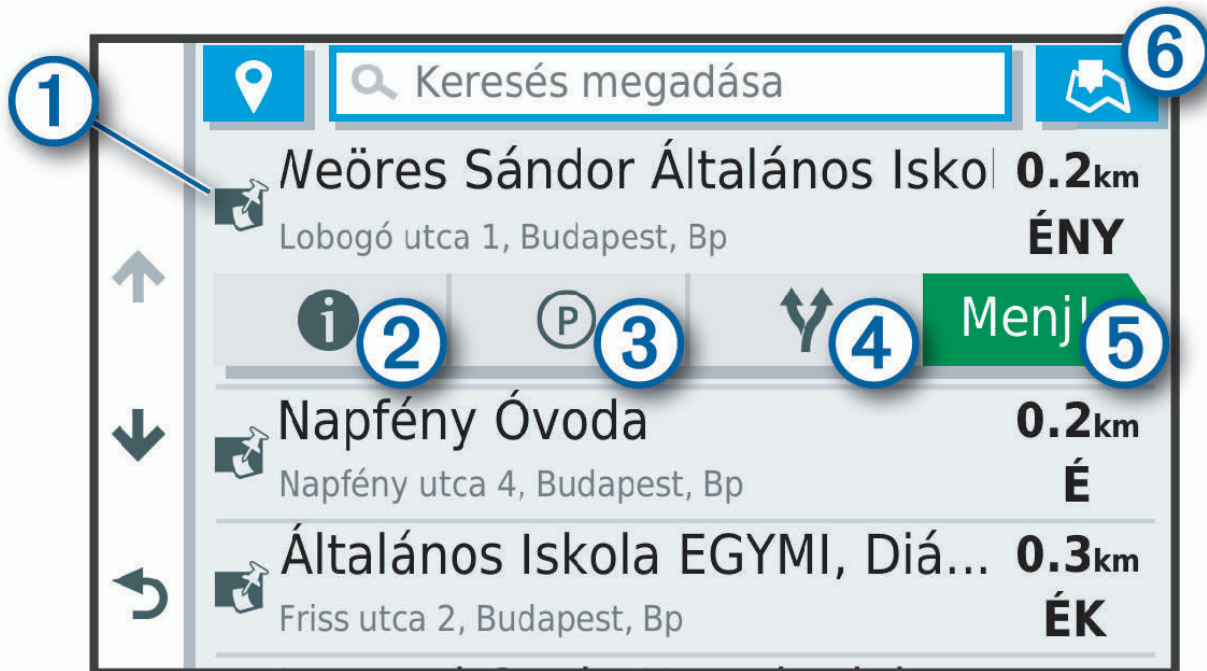 1
6
Keresés megadása
Weöres Sándor Általános Isko
0.2km
Lobogó utca 1, Budapest, Bp
ÉNY
i
2
P
3
4
Menj!
5
Napfény Óvoda
0.2km
Napfény utca 4, Budapest, Bp
É
Általános Iskola EGYMI, Diá...
0.3km
Friss utca 2, Budapest, Bp
ÉK